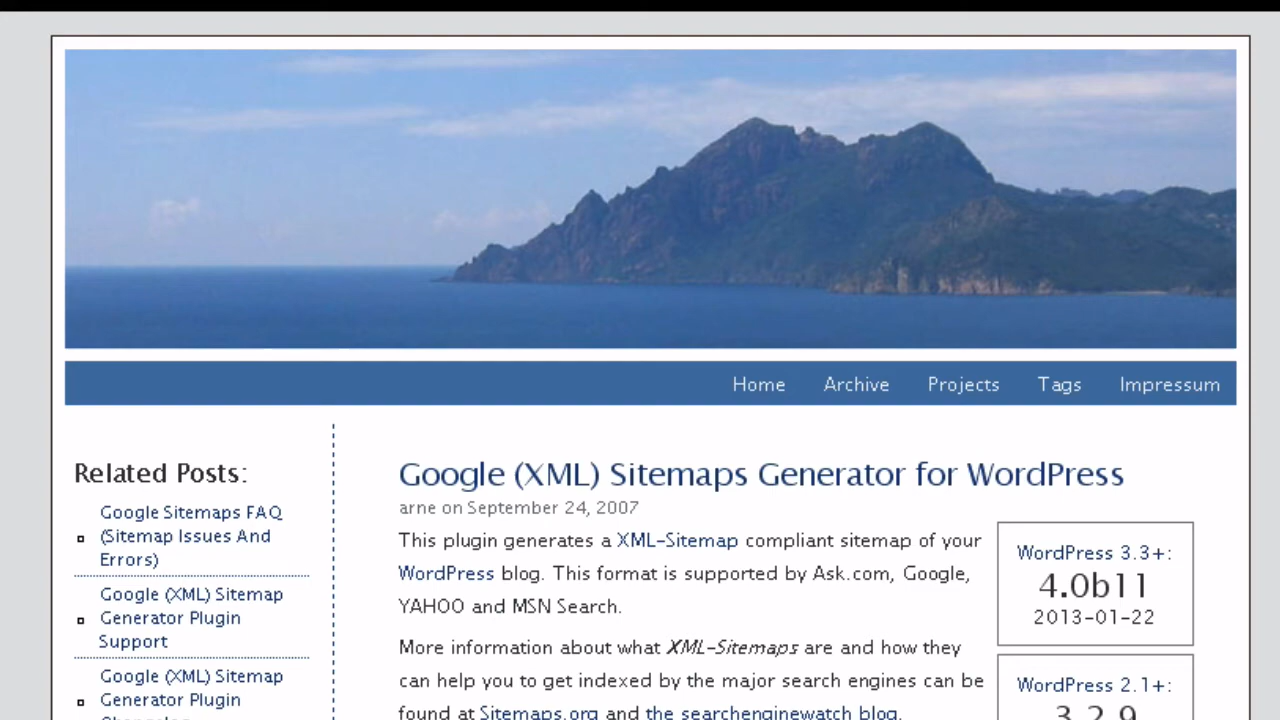 Home Archive Projects Tags Impressum
Related Posts:
Google Sitemaps FAQ
(Sitemap Issues And
Errors)
Google (XML) Sitemap
Generator Plugin
Support
Google (XML) Sitemap
Generator Plugin
Google (XML) Sitemaps Generator for WordPress
arne on September 24, 2007
This plugin generates a XML-Sitemap compliant sitemap of your
WordPress blog. This format is supported by Ask.com, Google,
YAHOO and MSN Search.
More information about what XML-Sitemaps are and how they
can help you to get indexed by the major search engines can be
found at Sitemaps.org and the searchenginewatch blog.
WordPress 3.3+:
4.0b11
2013-01-22
WordPress 2.1+:
3.2.9